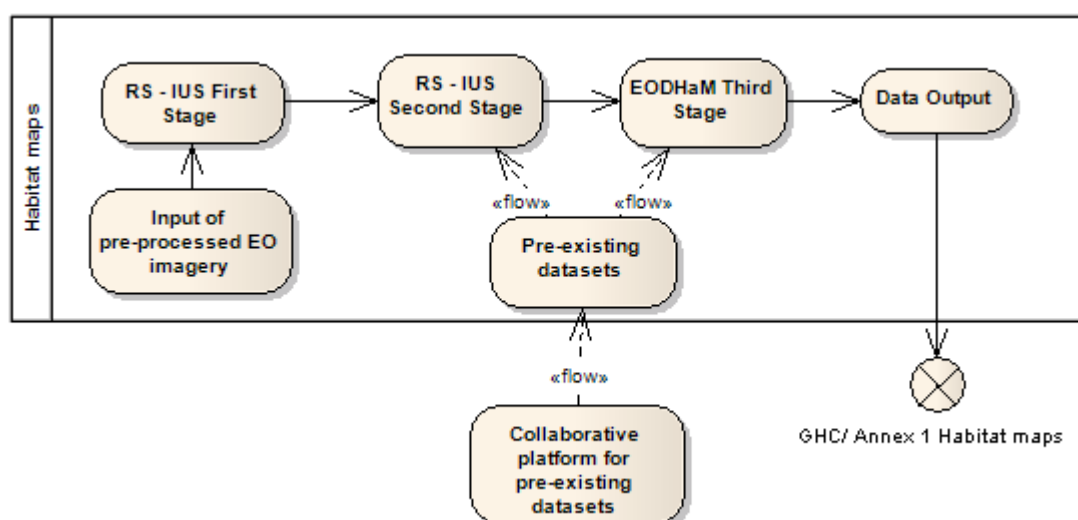 Habitat maps
RS - IUS First
Stage
RS - IUS
Second Stage
EODHaM Third
Stage
Data Output
Input of
pre-processed EO
imagery
«flow»
«flow»
Pre-existing
datasets
«flow»
Collaborative
platform for
pre-existing
datasets
GHC/ Annex 1 Habitat maps